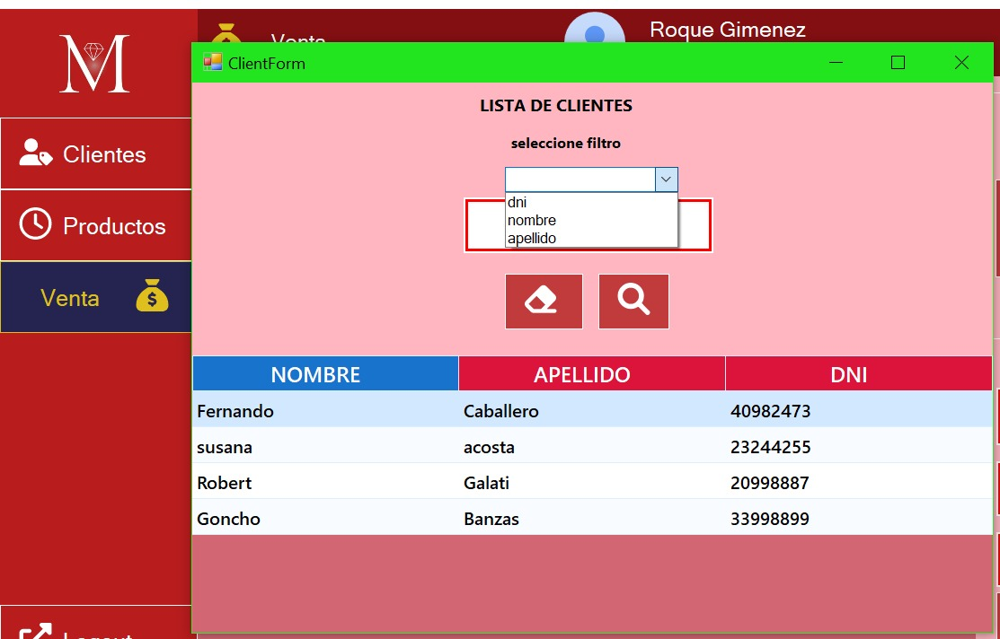 Roque Gimenez
Venta
M
ClientForm
LISTA DE CLIENTES
seleccione filtro
dni
nombre
apellido
Clientes
Productos
Venta
$
NOMBRE APELLIDO DNI
Fernando Caballero 40982473
susana acosta 23244255
Robert Galati 20998887
Goncho Banzas 33998899
Logout